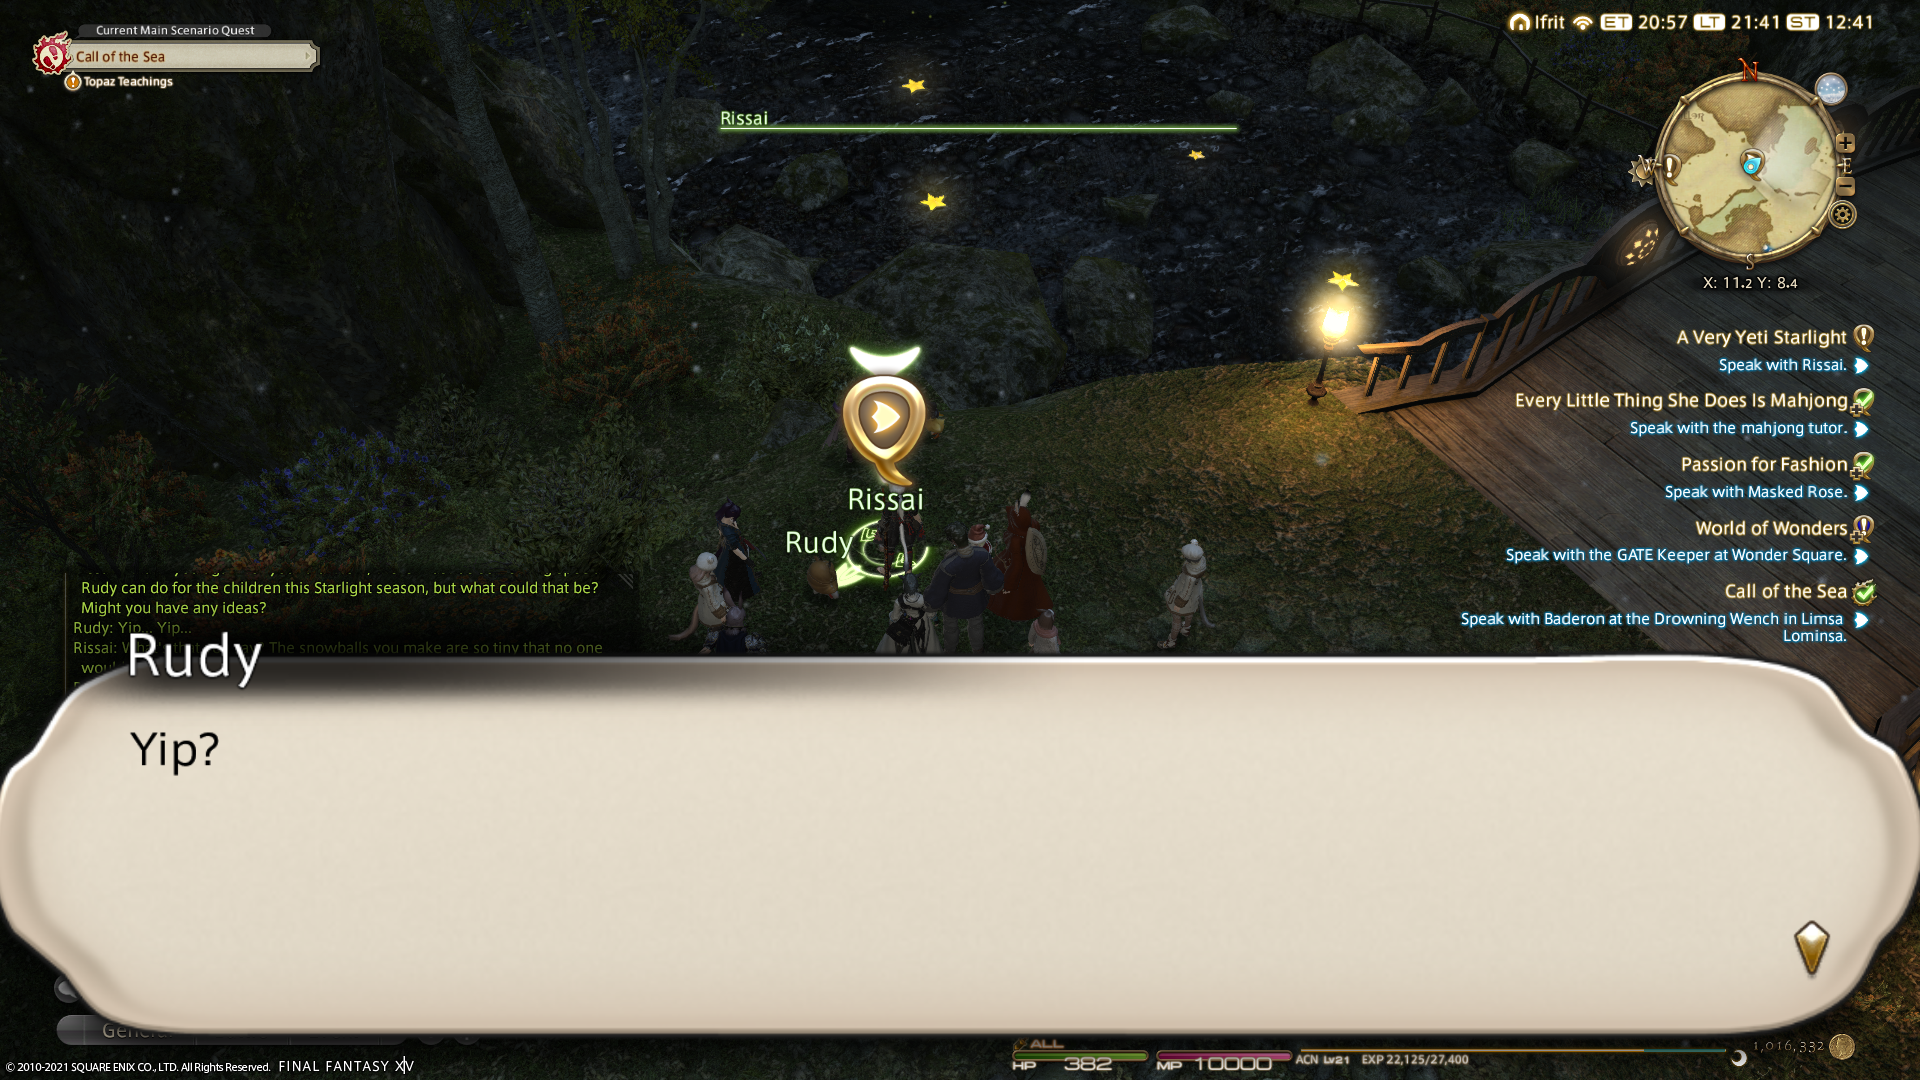 Current Main Scenario Quest
Call of the Sea
Topaz Teachings
Ifrit ET 20:57 LT 21:41 ST 12:41
Rissai
N
W
E
S
X: 11.2 Y: 8.4
A Very Yeti Starlight
Speak with Rissai.
Every Little Thing She Does Is Mahjong
Speak with the mahjong tutor.
Passion for Fashion
Speak with Masked Rose.
World of Wonders
Speak with the GATE Keeper at Wonder Square.
Call of the Sea
Speak with Baderon at the Drowning Wench in Limsa
Lominsa.
Rissai
Rudy
Rudy can do for the children this Starlight season, but what could that be?
Might you have any ideas?
Rudy: Yip... Yip...
Rissai: The snowballs you make are so tiny that no one
Rudy
Yip?
ALL
HP 382 MP 10000 ACN Lv21 EXP 22,125/27,400
1,016,332
© 2010-2021 SQUARE ENIX CO., LTD. All Rights Reserved. FINAL FANTASY XIV